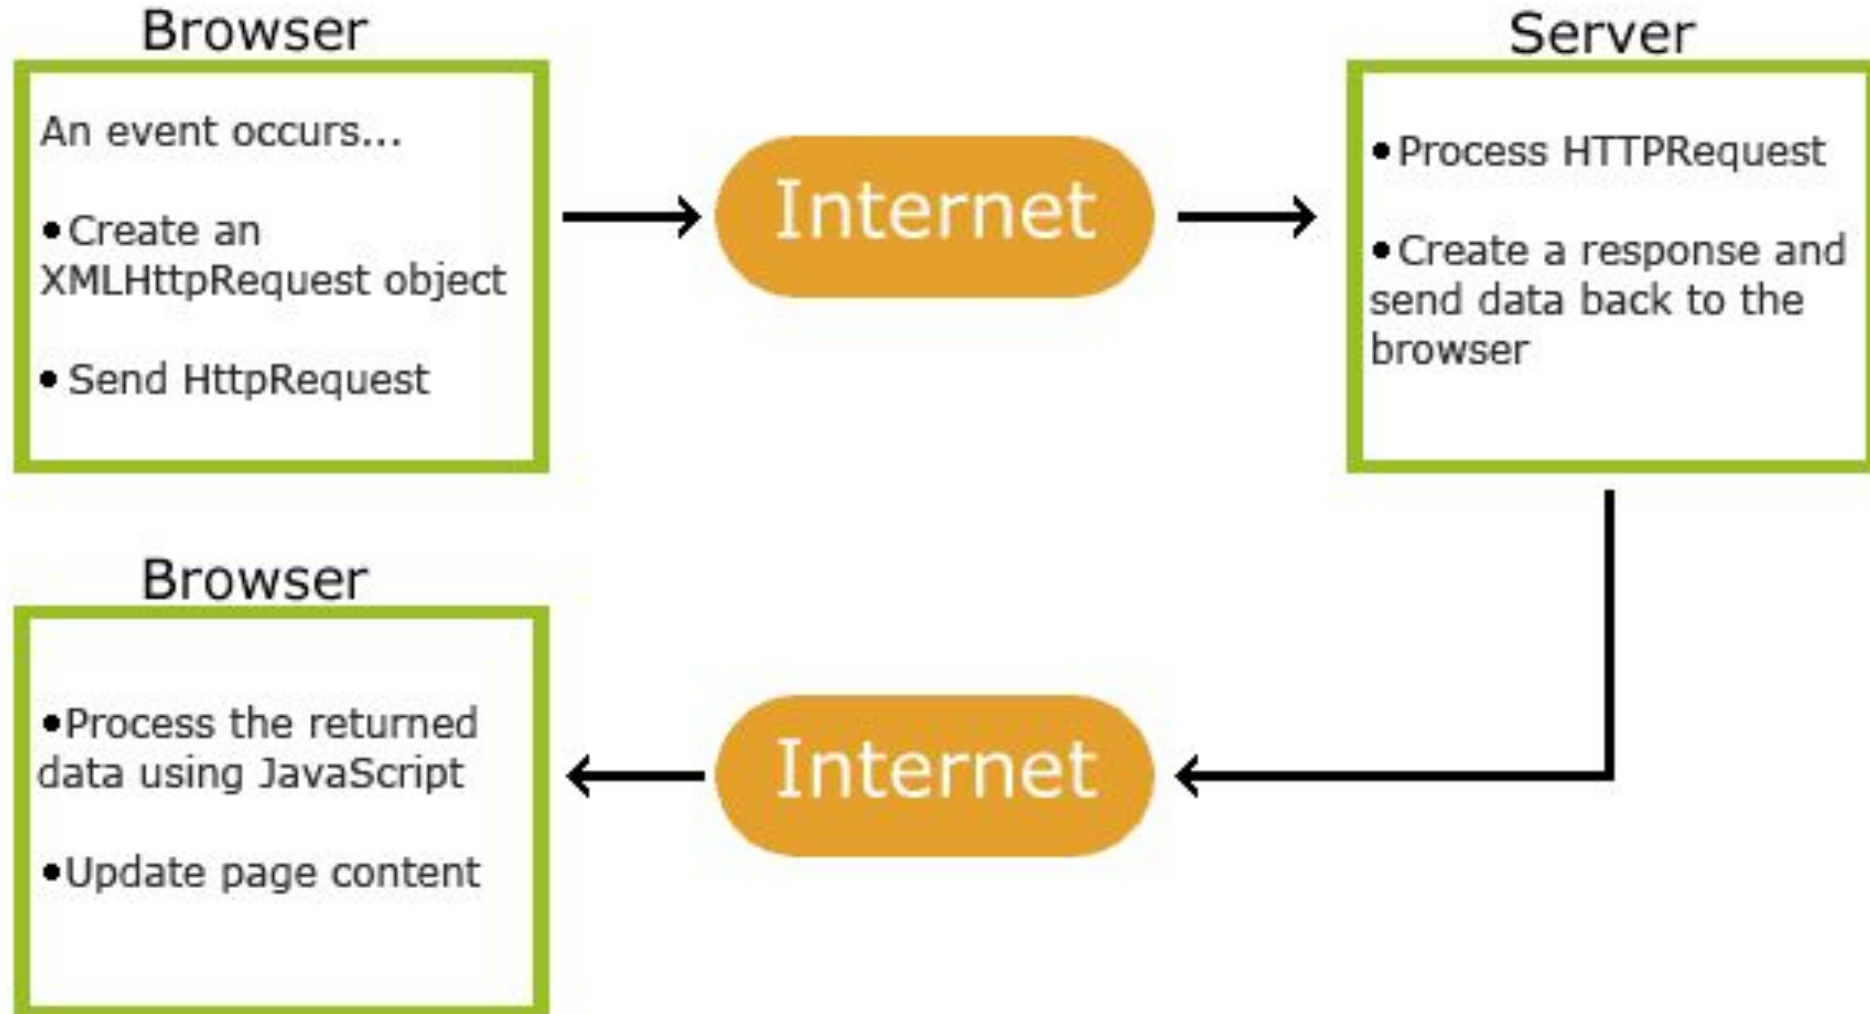 Browser
An event occurs...
•Create an
XMLHttpRequest object
• Send HttpRequest
Internet
Server
•Process HTTPRequest
•Create a response and
send data back to the
browser
Browser
•Process the returned
data using JavaScript
•Update page content
Internet